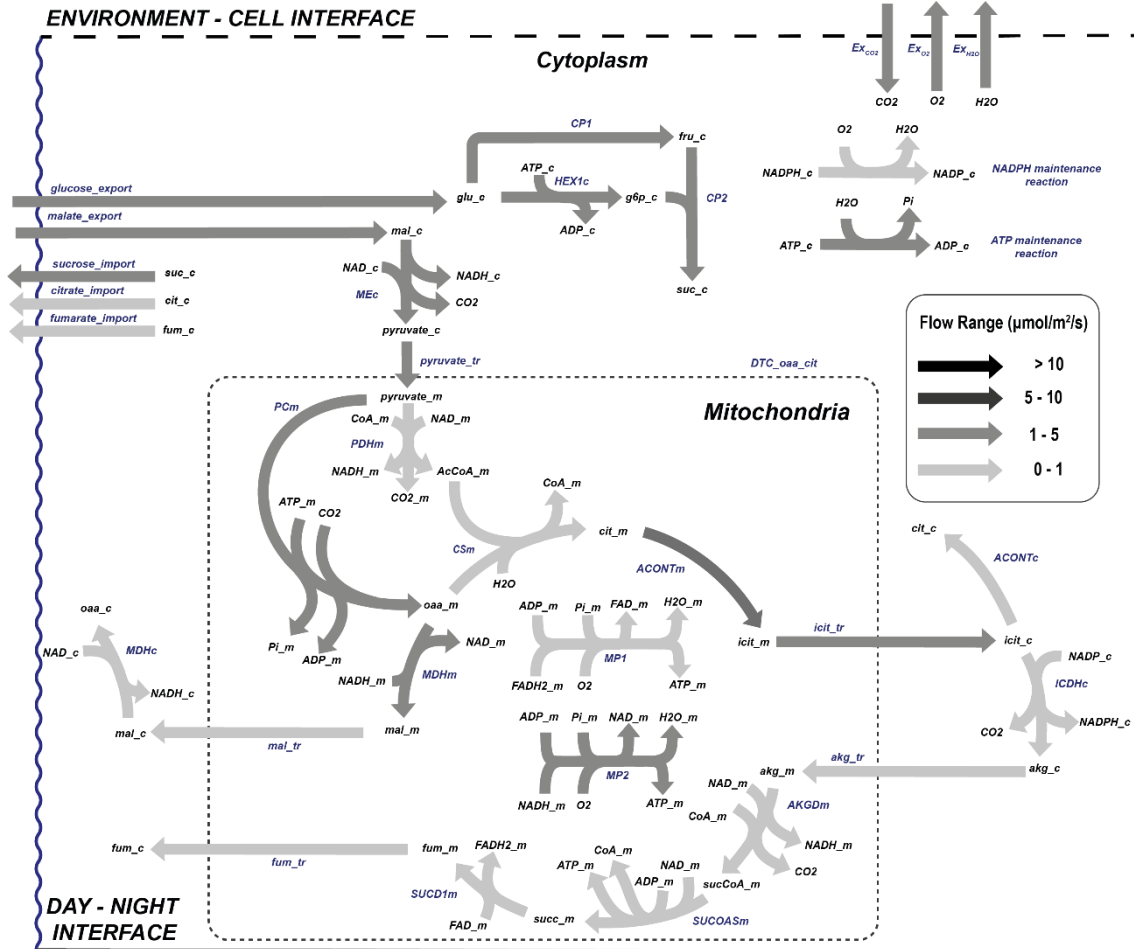 ENVIRONMENT - CELL INTERFACE
Cytoplasm
Ex_CO2
Ex_O2
Ex_H2O
CO2
O2
H2O
CP1
fru_c
O2
H2O
NADPH_c
NADP_c
NADPH maintenance
reaction
ATP_c
HEX1c
glucose_export
glu_c
g6p_c
CP2
ADP_c
H2O
Pi
ATP_c
ADP_c
ATP maintenance
reaction
malate_export
mal_c
sucrose_import
suc_c
NAD_c
NADH_c
MEc
CO2
suc_c
citrate_import
cit_c
fumarate_import
fum_c
pyruvate_c
Flow Range (μmol/m²/s)
> 10
5 - 10
1 - 5
0 - 1
pyruvate_tr
DTC_oaa_cit
Mitochondria
pyruvate_m
PCm
CoA_m
NAD_m
PDHm
NADH_m
AcCoA_m
CO2_m
CoA_m
ATP_m
CO2
cit_m
cit_c
CSm
H2O
ACONTm
ACONTc
oaa_m
oaa_c
Pi_m
ADP_m
NAD_m
NADH_m
MDHm
mal_m
ADP_m
Pi_m
FAD_m
H2O_m
MP1
FADH2_m
O2
ATP_m
icit_m
icit_tr
icit_c
NAD_c
MDHc
NADH_c
mal_c
mal_tr
NADP_c
ICDHc
CO2
NADPH_c
ADP_m
Pi_m
NAD_m
H2O_m
MP2
NADH_m
O2
ATP_m
akg_m
akg_tr
akg_c
NAD_m
AKGDm
CoA_m
NADH_m
CO2
fum_c
fum_tr
fum_m
FADH2_m
CoA_m
ATP_m
NAD_m
ADP_m
sucCoA_m
SUCD1m
FAD_m
succ_m
SUCOASm
DAY - NIGHT
INTERFACE